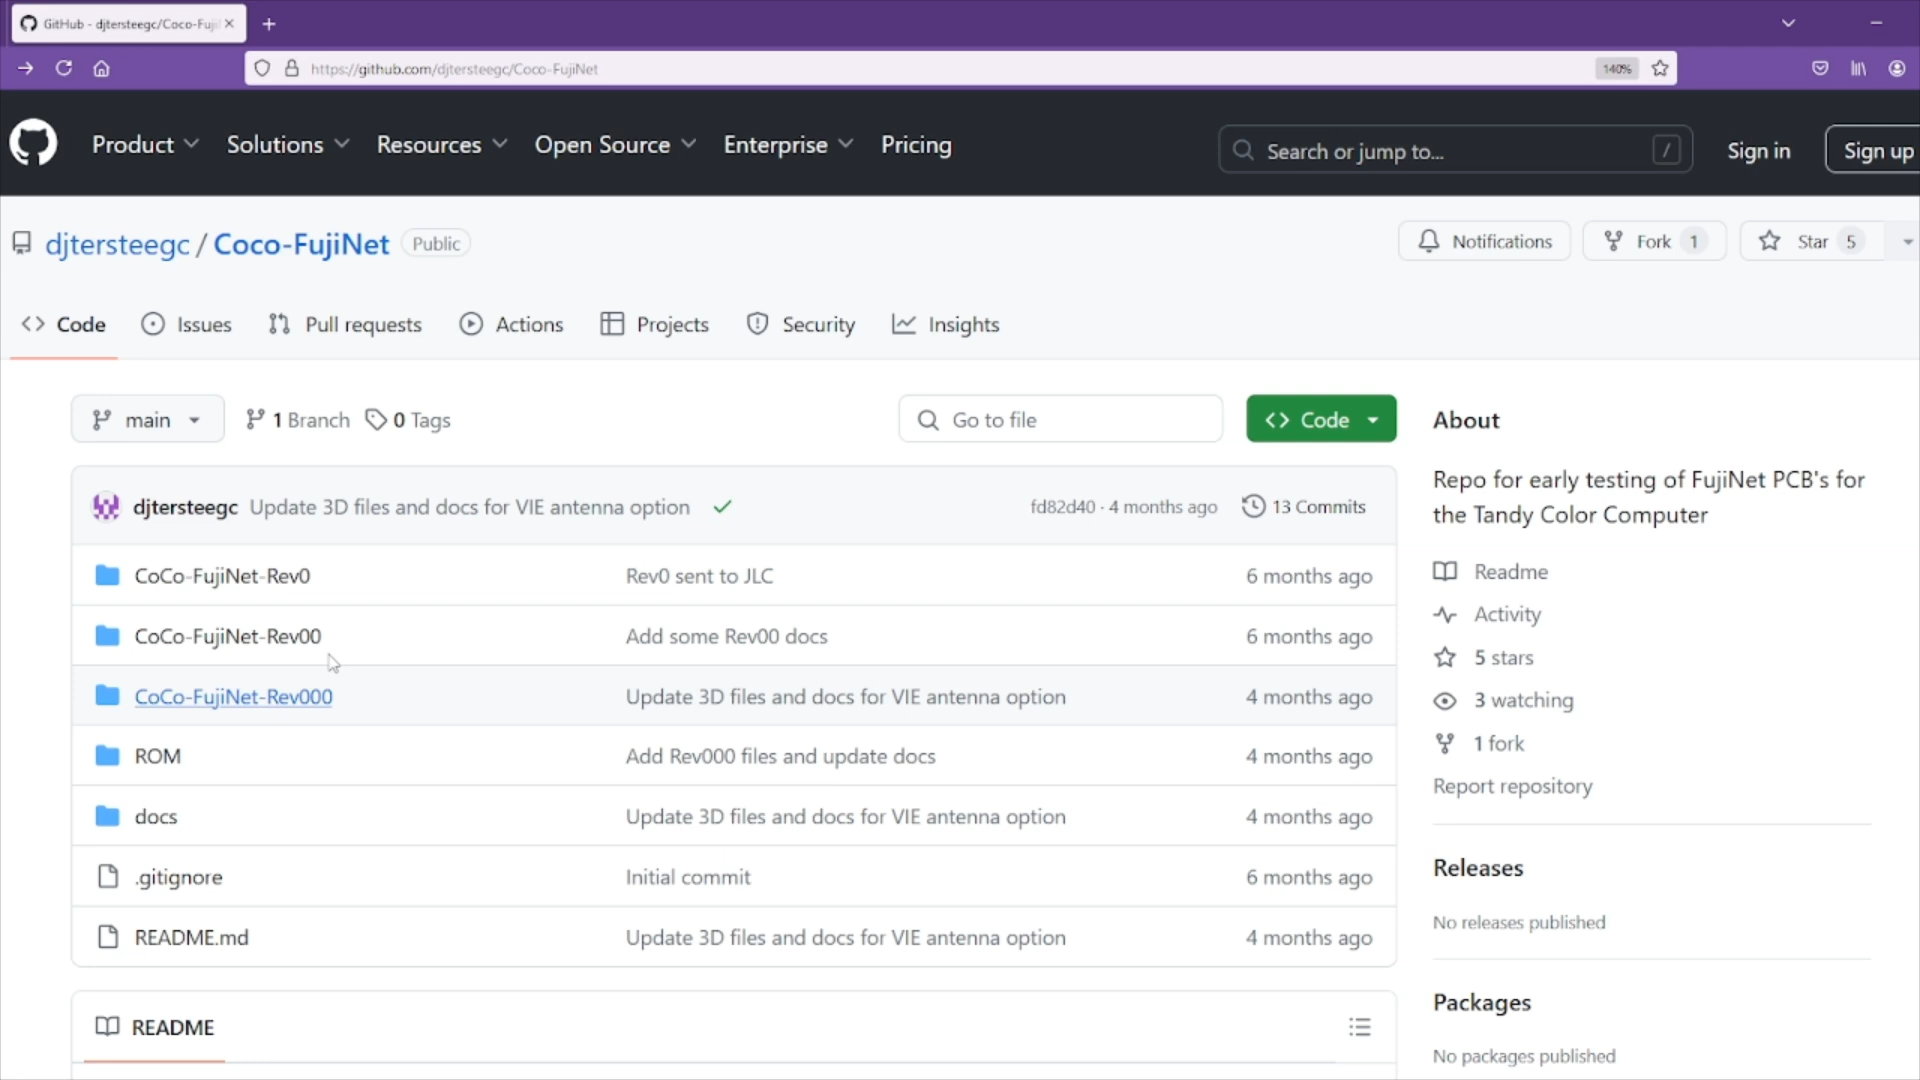 GitHub - djtersteegc/Coco-Fuji
https://github.com/djtersteegc/Coco-FujiNet
140%
Product Solutions Resources Open Source Enterprise Pricing
Search or jump to... /
Sign in
Sign up
djtersteegc / Coco-FujiNet Public
Notifications
Fork 1
Star 5
Code Issues Pull requests Actions Projects Security Insights
main
1 Branch 0 Tags
Go to file
Code
djtersteegc Update 3D files and docs for VIE antenna option
fd82d40 · 4 months ago
13 Commits
CoCo-FujiNet-Rev0 Rev0 sent to JLC 6 months ago
CoCo-FujiNet-Rev00 Add some Rev00 docs 6 months ago
CoCo-FujiNet-Rev000 Update 3D files and docs for VIE antenna option 4 months ago
ROM Add Rev000 files and update docs 4 months ago
docs Update 3D files and docs for VIE antenna option 4 months ago
.gitignore Initial commit 6 months ago
README.md Update 3D files and docs for VIE antenna option 4 months ago
README
About
Repo for early testing of FujiNet PCB's for
the Tandy Color Computer
Readme
Activity
5 stars
3 watching
1 fork
Report repository
Releases
No releases published
Packages
No packages published